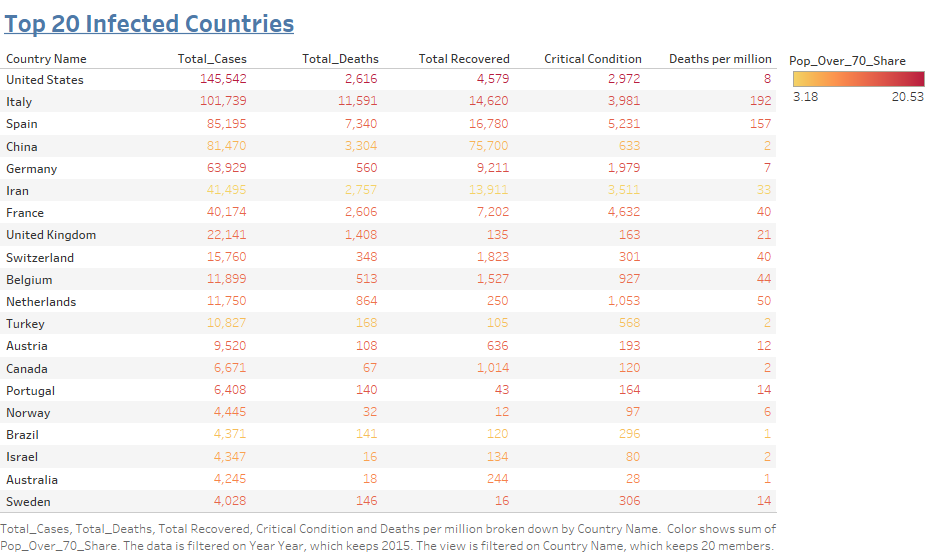 Top 20 Infected Countries
Country Name Total_Cases Total_Deaths Total Recovered Critical Condition Deaths per million
United States 145,542 2,616 4,579 2,972 8
Italy 101,739 11,591 14,620 3,981 192
Spain 85,195 7,340 16,780 5,231 157
China 81,470 3,304 75,700 633 2
Germany 63,929 560 9,211 1,979 7
Iran 41,495 2,757 13,911 3,511 33
France 40,174 2,606 7,202 4,632 40
United Kingdom 22,141 1,408 135 163 21
Switzerland 15,760 348 1,823 301 40
Belgium 11,899 513 1,527 927 44
Netherlands 11,750 864 250 1,053 50
Turkey 10,827 168 105 568 2
Austria 9,520 108 636 193 12
Canada 6,671 67 1,014 120 2
Portugal 6,408 140 43 164 14
Norway 4,445 32 12 97 6
Brazil 4,371 141 120 296 1
Israel 4,347 16 134 80 2
Australia 4,245 18 244 28 1
Sweden 4,028 146 16 306 14
Pop_Over_70_Share
3.18 20.53
Total_Cases, Total_Deaths, Total Recovered, Critical Condition and Deaths per million broken down by Country Name. Color shows sum of
Pop_Over_70_Share. The data is filtered on Year Year, which keeps 2015. The view is filtered on Country Name, which keeps 20 members.